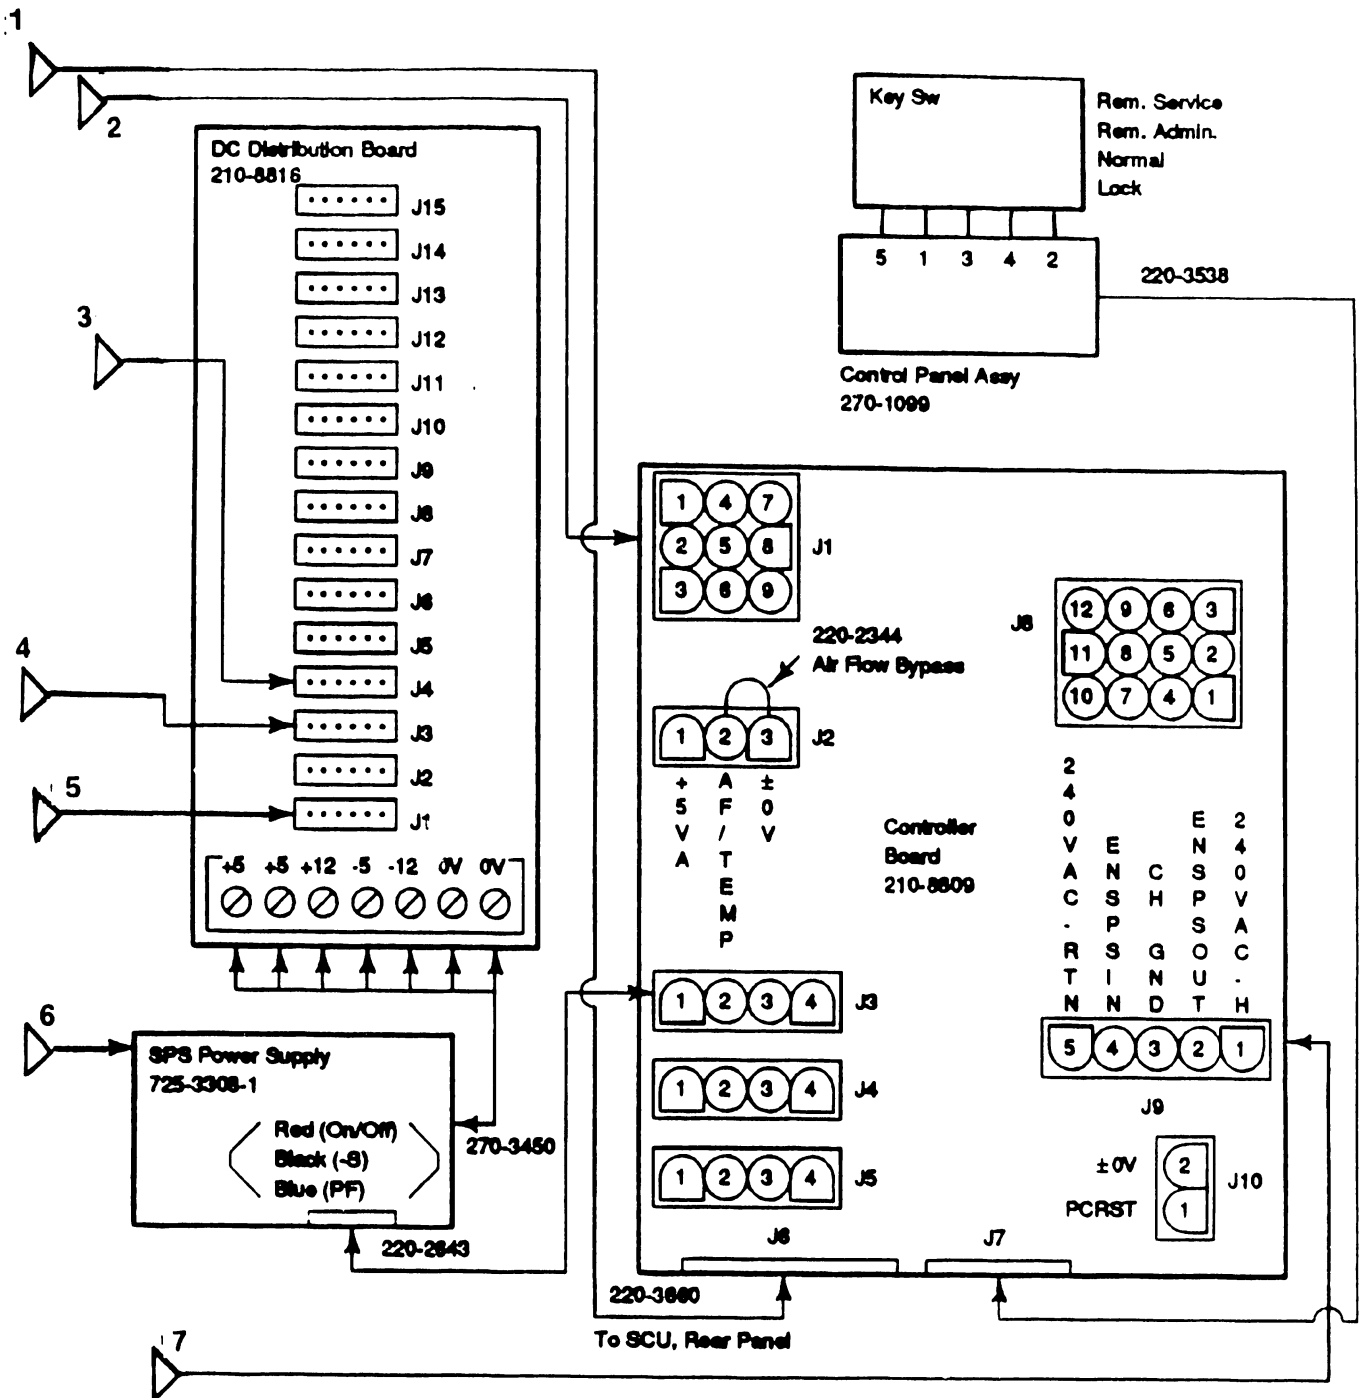 1
2
DC Distribution Board
210-8816
J15
J14
J13
J12
J11
J10
J9
J8
J7
J6
J5
J4
J3
J2
J1
+5 +5 +12 -5 -12 0V 0V
3
4
5
6
7
SPS Power Supply
725-3308-1
Red (On/Off)
Black (-S)
Blue (PF)
270-3450
220-2643
Key Sw
Rem. Service
Rem. Admin.
Normal
Lock
5 1 3 4 2
220-3538
Control Panel Assy
270-1099
1 4 7
2 5 8
3 6 9
J1
220-2344
Air Flow Bypass
1 2 3
J2
+5VA
AF/TEMP
±0V
Controller
Board
210-8609
J8
12 9 6 3
11 8 5 2
10 7 4 1
240VAC-RTN
ENSPSIN
CH GND
ENSPSOUT
240VAC-H
5 4 3 2 1
J9
1 2 3 4
J3
1 2 3 4
J4
1 2 3 4
J5
±0V
PCRST
2
1
J10
J6
J7
220-3660
To SCU, Rear Panel